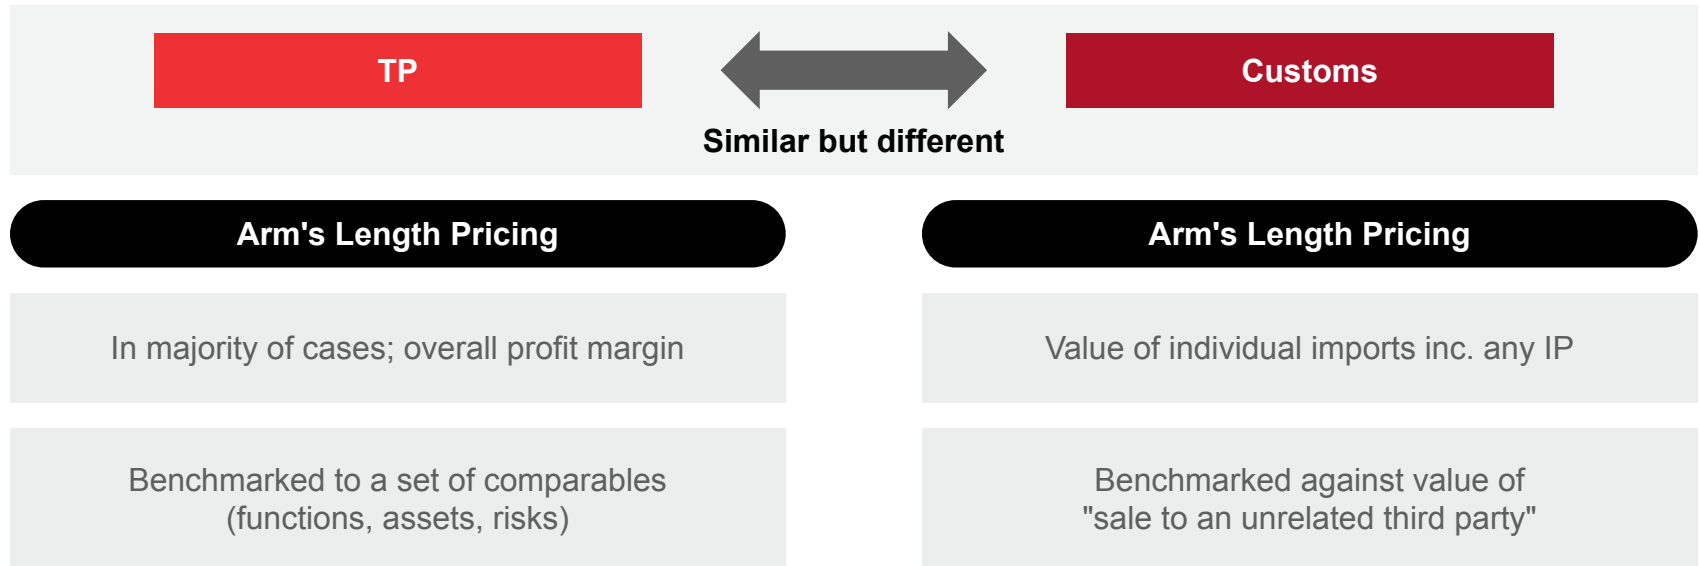 TP
Customs
Similar but different
Arm's Length Pricing
Arm's Length Pricing
In majority of cases; overall profit margin
Value of individual imports inc. any IP
Benchmarked to a set of comparables
(functions, assets, risks)
Benchmarked against value of
"sale to an unrelated third party"